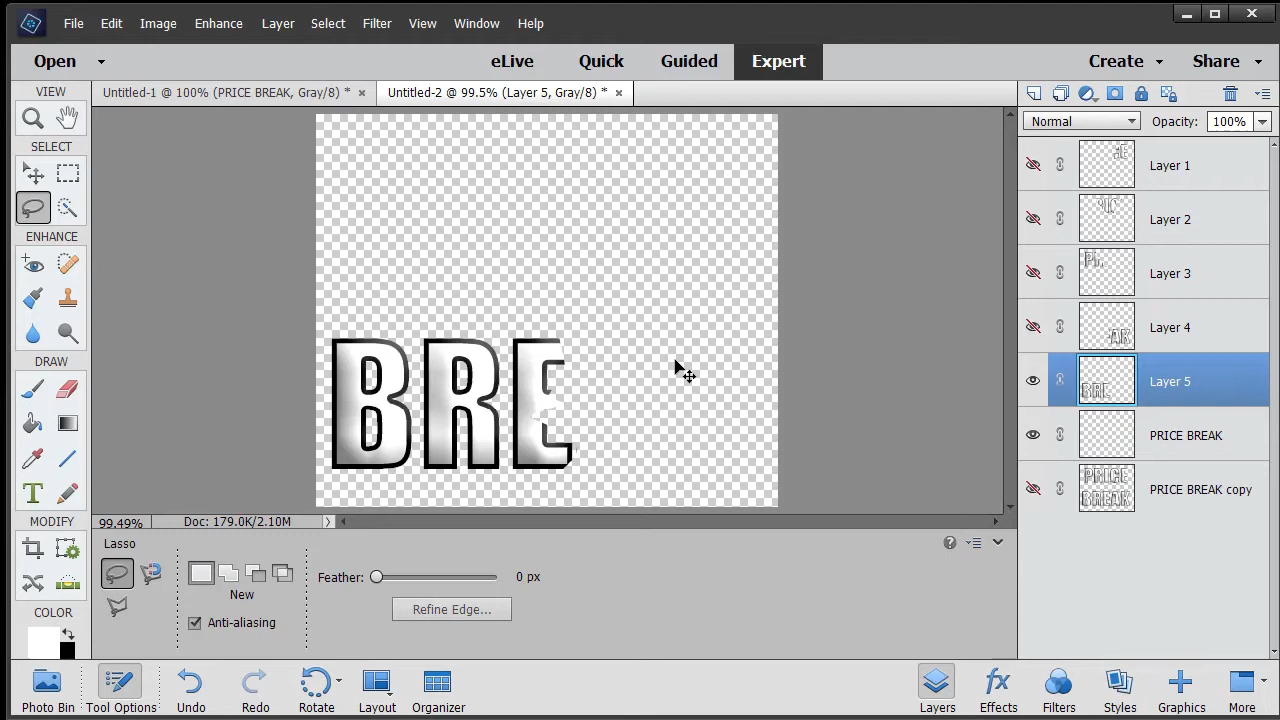 File Edit Image Enhance Layer Select Filter View Window Help
Open eLive Quick Guided Expert Create Share
VIEW
Untitled-1 @ 100% (PRICE BREAK, Gray/8) * ×
Untitled-2 @ 99.5% (Layer 5, Gray/8) * ×
Normal Opacity: 100%
SELECT
ENHANCE
DRAW
MODIFY
COLOR
BRE
Layer 1
Layer 2
Layer 3
Layer 4
Layer 5
PRICE BREAK
PRICE BREAK copy
99.49% Doc: 179.0K/2.10M
Lasso
New
Anti-aliasing
Feather: 0 px
Refine Edge...
Photo Bin Tool Options Undo Redo Rotate Layout Organizer Layers Effects Filters Styles Graphics More